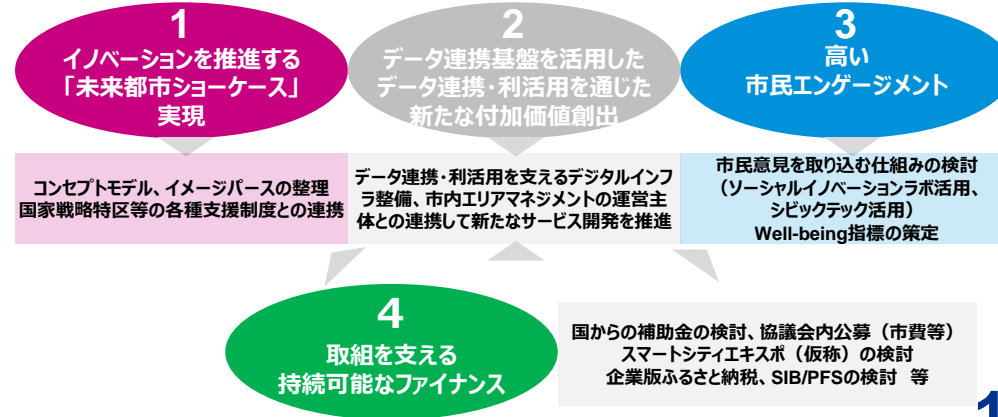 1
イノベーションを推進する
「未来都市ショーケース」
実現
2
データ連携基盤を活用した
データ連携・利活用を通じた
新たな付加価値創出
3
高い
市民エンゲージメント
コンセプトモデル、イメージパースの整理
国家戦略特区等の各種支援制度との連携
データ連携・利活用を支えるデジタルインフ
ラ整備、市内エリアマネジメントの運営主
体との連携して新たなサービス開発を推進
市民意見を取り込む仕組みの検討
（ソーシャルイノベーションラボ活用、
シビックテック活用）
Well-being指標の策定
4
取組を支える
持続可能なファイナンス
国からの補助金の検討、協議会内公募（市費等）
スマートシティエキスポ（仮称）の検討
企業版ふるさと納税、SIB/PFSの検討 等